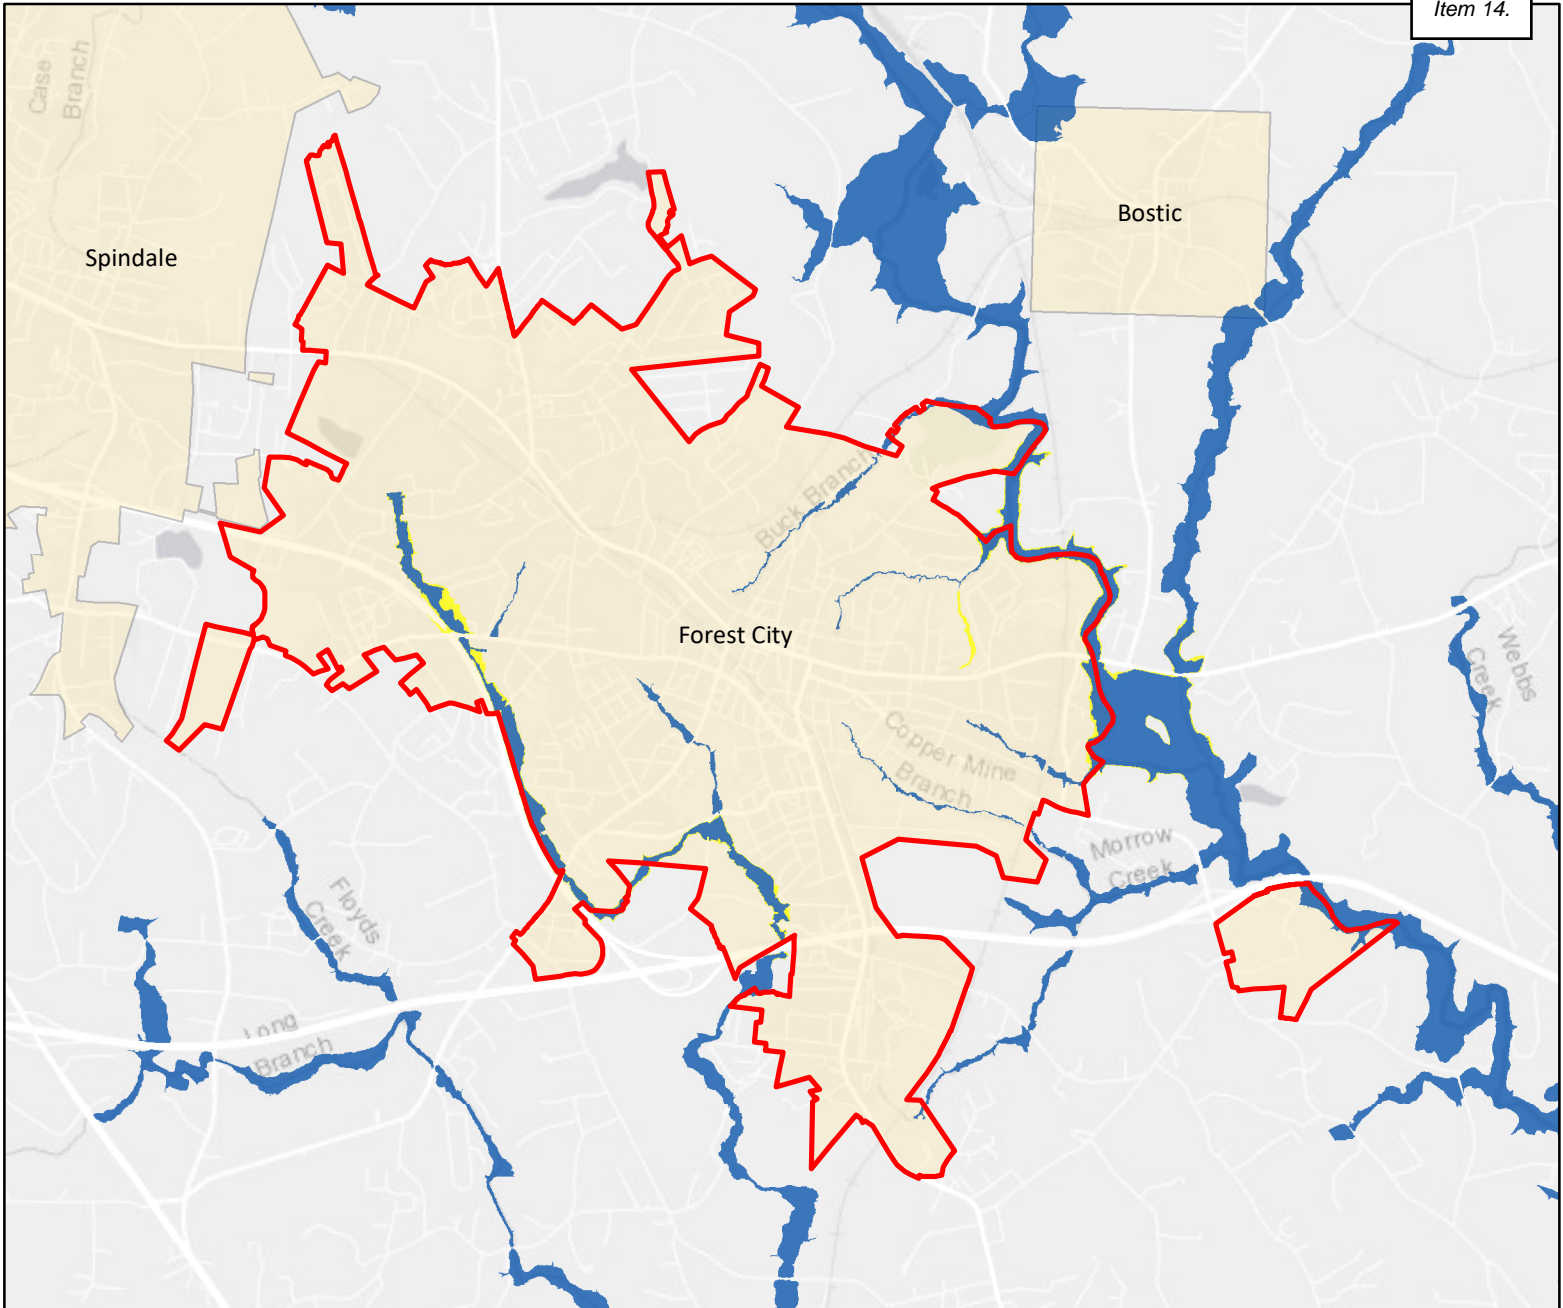 Item 14.
Case
Branch
Spindale
Bostic
Buck Branch
Forest City
Webbs
Creek
Copper Mine
Branch
Morrow
Creek
Floyds
Creek
Long
Branch